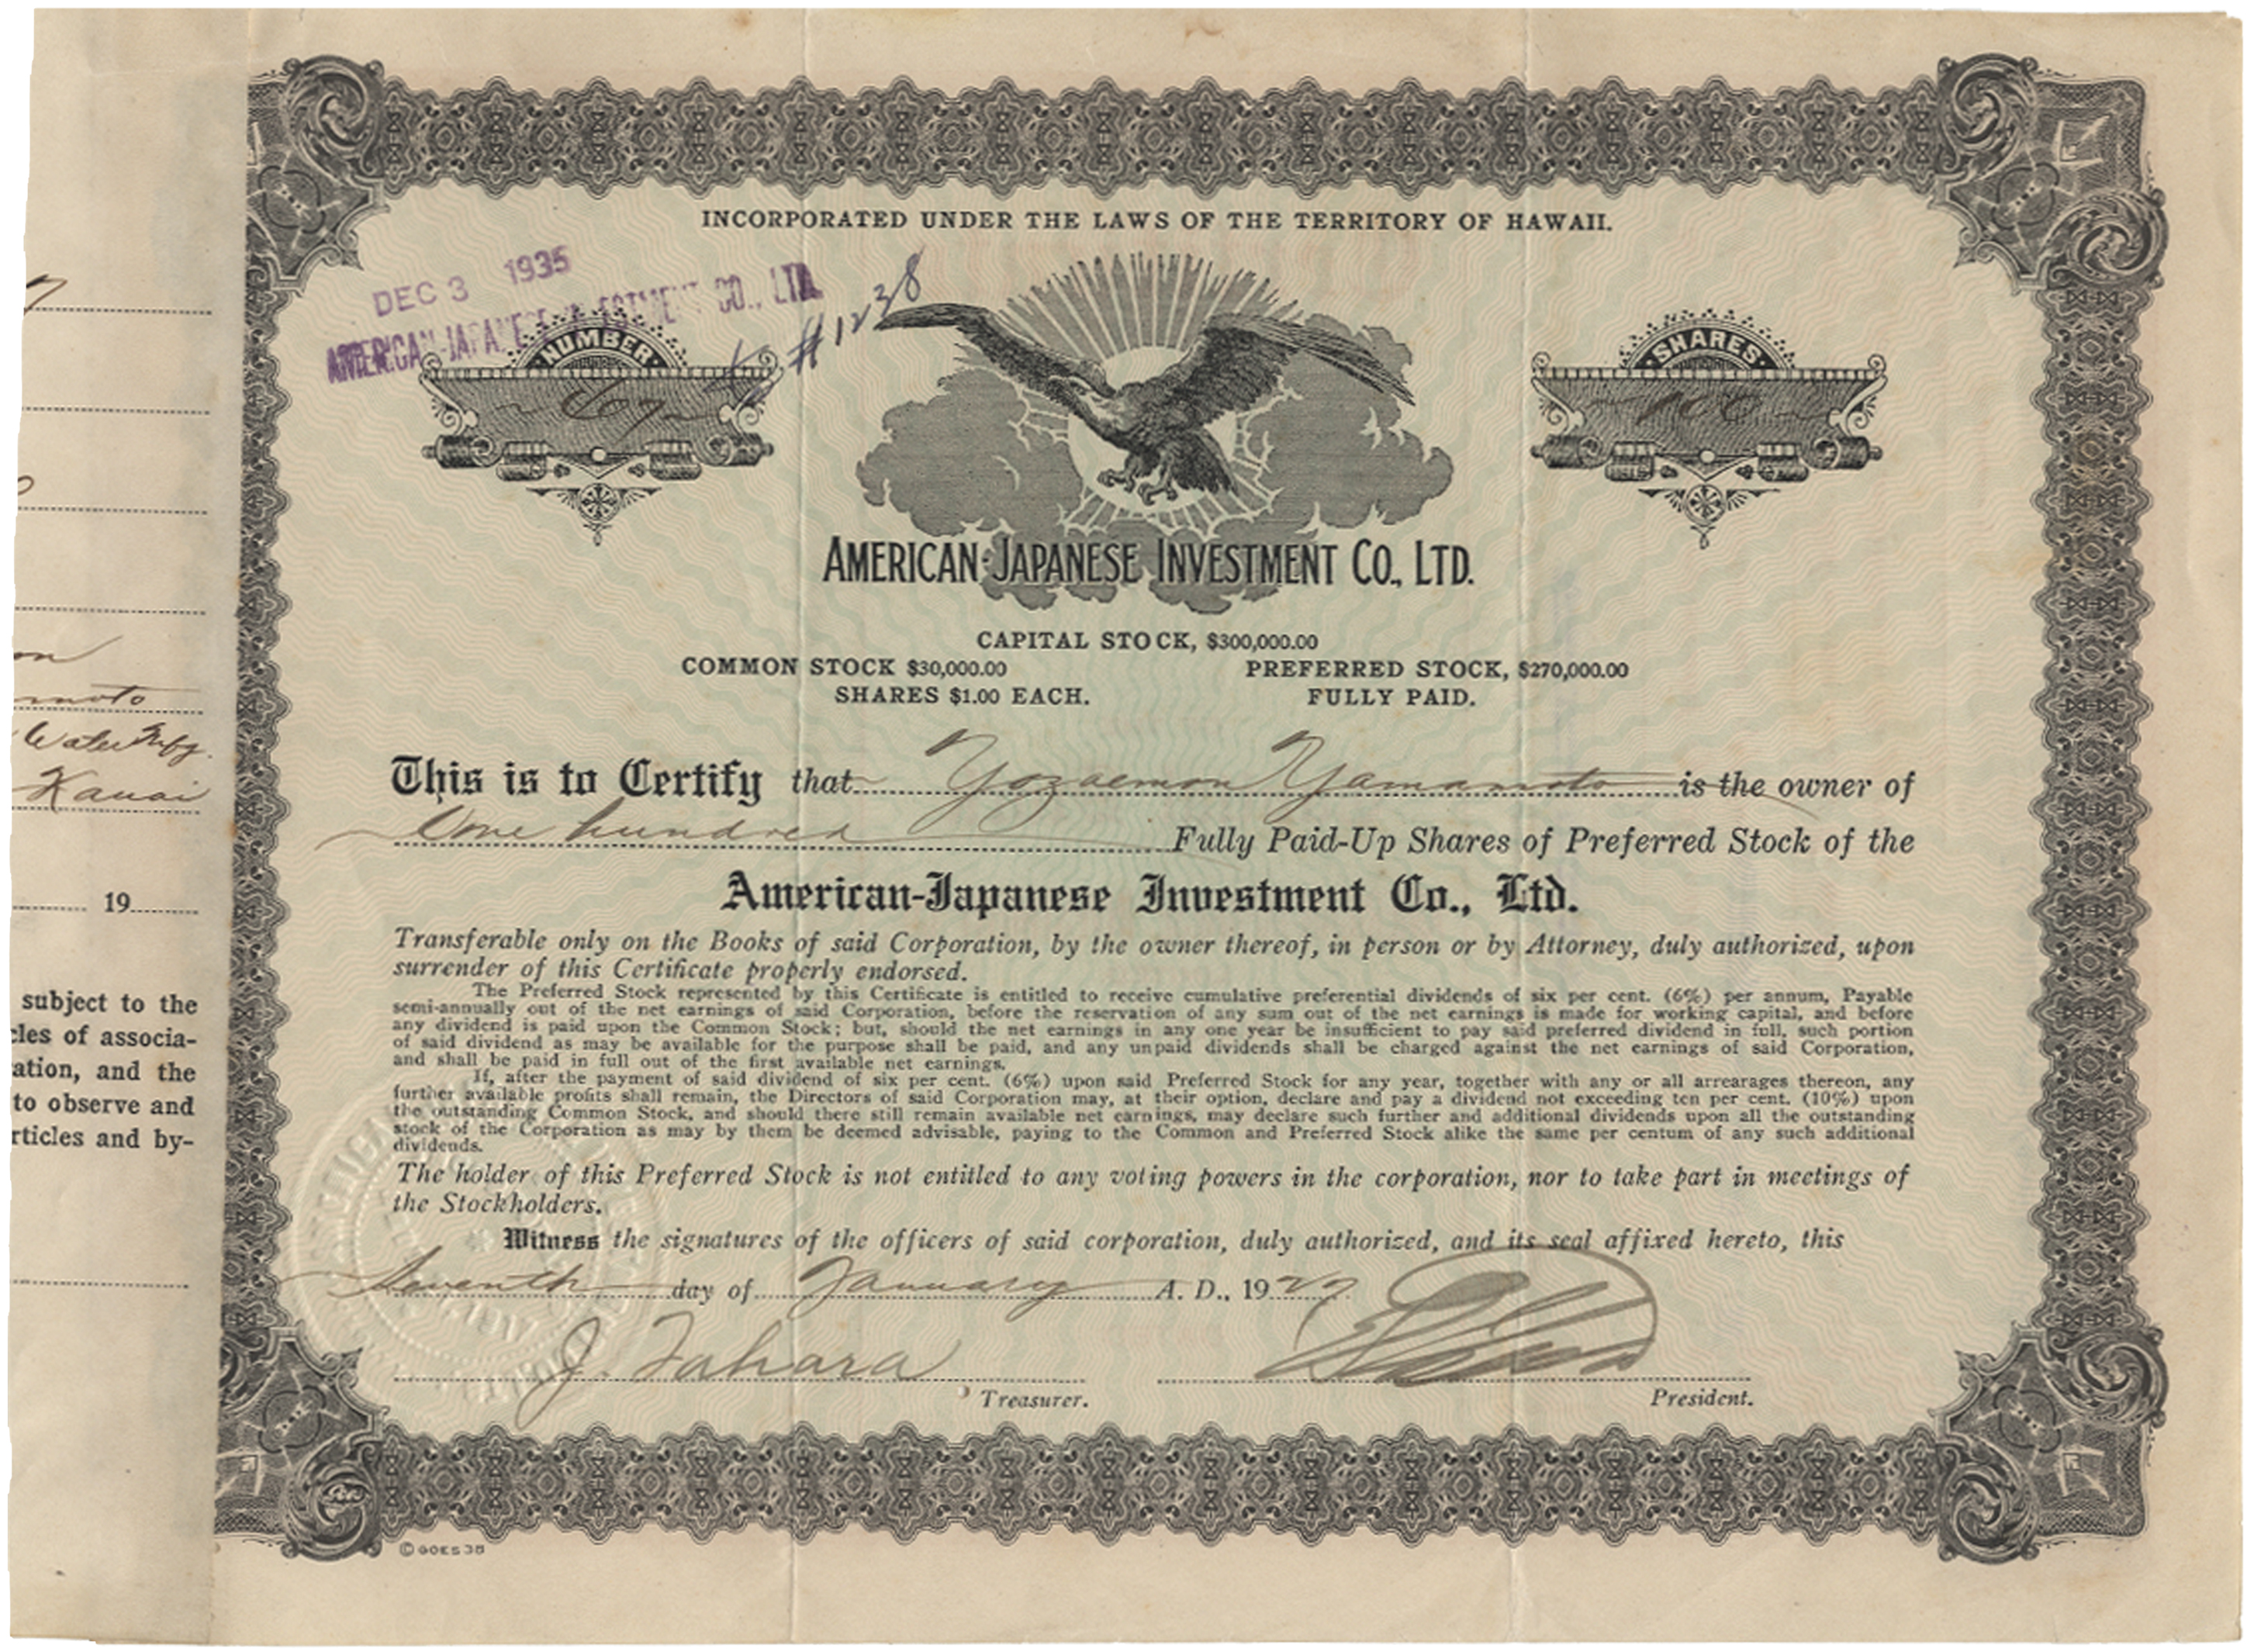 INCORPORATED UNDER THE LAWS OF THE TERRITORY OF HAWAII.
DEC 3 1935
AMERICAN-JAPANESE INVESTMENT CO., LTD.
#1238
NUMBER
807
SHARES
100
AMERICAN-JAPANESE INVESTMENT CO., LTD.
CAPITAL STOCK, $300,000.00
COMMON STOCK $30,000.00 PREFERRED STOCK, $270,000.00
SHARES $1.00 EACH. FULLY PAID.
This is to Certify that Yozaemon Yamamoto is the owner of
One hundred Fully Paid-Up Shares of Preferred Stock of the
American-Japanese Investment Co., Ltd.
Transferable only on the Books of said Corporation, by the owner thereof, in person or by Attorney, duly authorized, upon
surrender of this Certificate properly endorsed.
The Preferred Stock represented by this Certificate is entitled to receive cumulative preferential dividends of six per cent. (6%) per annum, Payable
semi-annually out of the net earnings of said Corporation, before the reservation of any sum out of the net earnings is made for working capital, and before
any dividend is paid upon the Common Stock; but, should the net earnings in any one year be insufficient to pay said preferred dividend in full, such portion
of said dividend as may be available for the purpose shall be paid, and any unpaid dividends shall be charged against the net earnings of said Corporation,
and shall be paid in full out of the first available net earnings.
If, after the payment of said dividend of six per cent. (6%) upon said Preferred Stock for any year, together with any or all arrearages thereon, any
further available profits shall remain, the Directors of said Corporation may, at their option, declare and pay a dividend not exceeding ten per cent. (10%) upon
the outstanding Common Stock, and should there still remain available net earnings, may declare such further and additional dividends upon all the outstanding
stock of the Corporation as may by them be deemed advisable, paying to the Common and Preferred Stock alike the same per centum of any such additional
dividends.
The holder of this Preferred Stock is not entitled to any voting powers in the corporation, nor to take part in meetings of
the Stockholders.
Witness the signatures of the officers of said corporation, duly authorized, and its seal affixed hereto, this
Seventh day of January A. D., 1927
J. Tahara
Treasurer. President.
© GOES 38
on
moto
Water Mfg.
Kauai
19
subject to the
cles of associa-
ation, and the
to observe and
rticles and by-